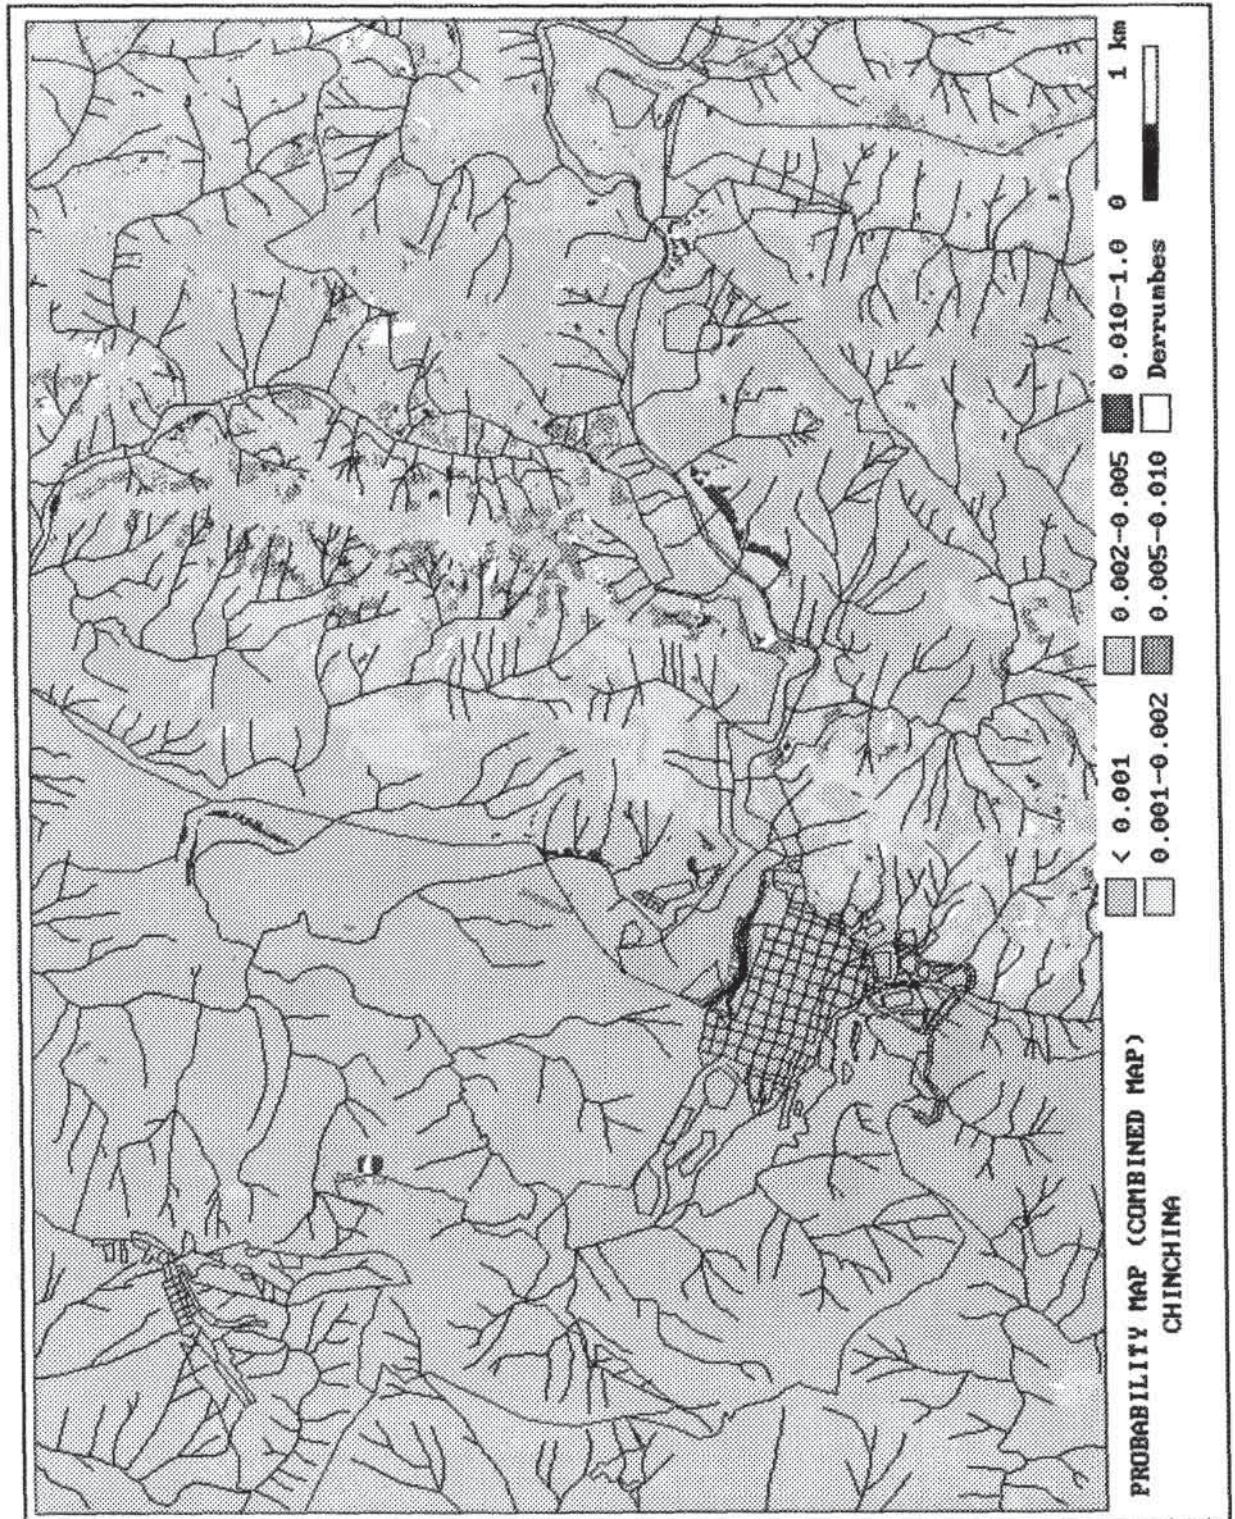 PROBABILITY MAP (COMBINED MAP)
CHINCHINA
< 0.001
0.001-0.002
0.002-0.005
0.005-0.010
0.010-1.0
Derrumbes
0 1 km